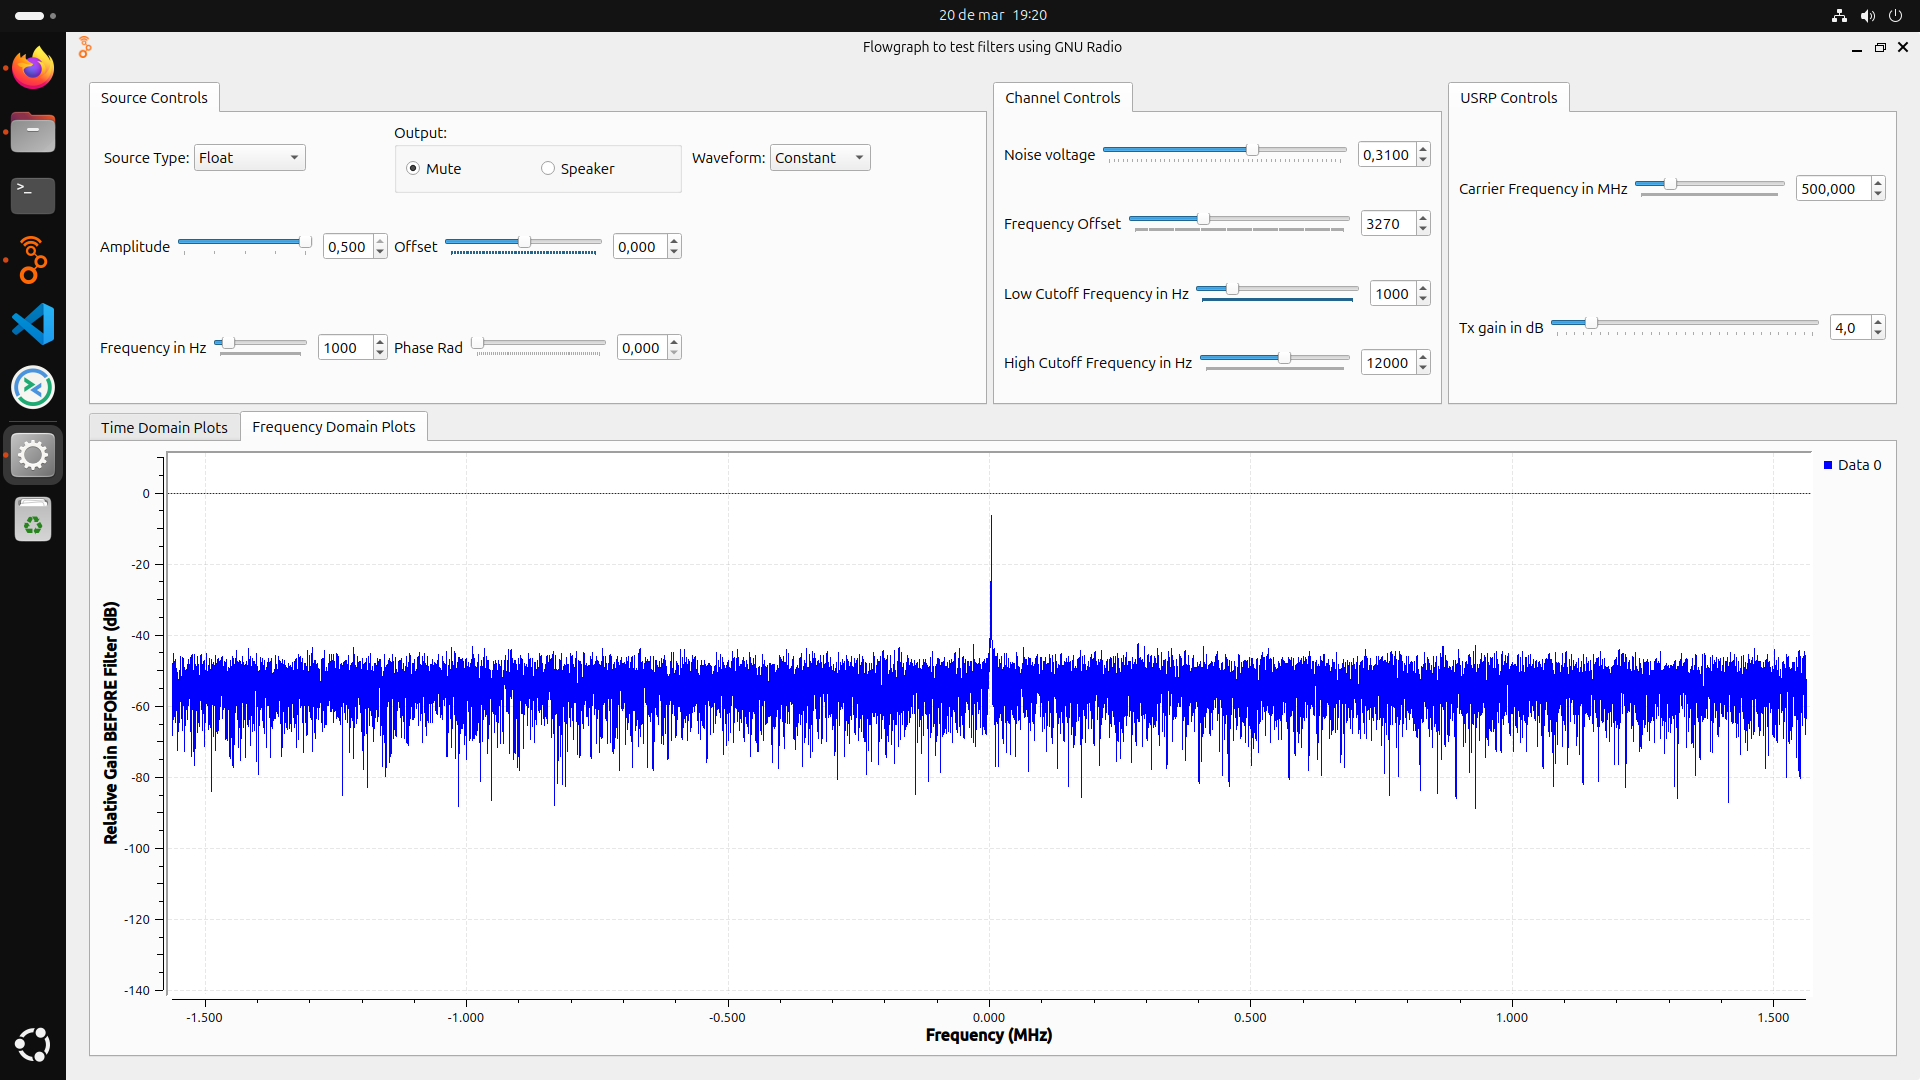 20 de mar 19:20
Flowgraph to test filters using GNU Radio
Source Controls
Source Type: Float
Output:
Mute
Speaker
Waveform: Constant
Amplitude 0,500
Offset 0,000
Frequency in Hz 1000
Phase Rad 0,000
Channel Controls
Noise voltage 0,3100
Frequency Offset 3270
Low Cutoff Frequency in Hz 1000
High Cutoff Frequency in Hz 12000
USRP Controls
Carrier Frequency in MHz 500,000
Tx gain in dB 4,0
Time Domain Plots
Frequency Domain Plots
Data 0
Relative Gain BEFORE Filter (dB)
0
-20
-40
-60
-80
-100
-120
-140
-1.500 -1.000 -0.500 0.000 0.500 1.000 1.500
Frequency (MHz)